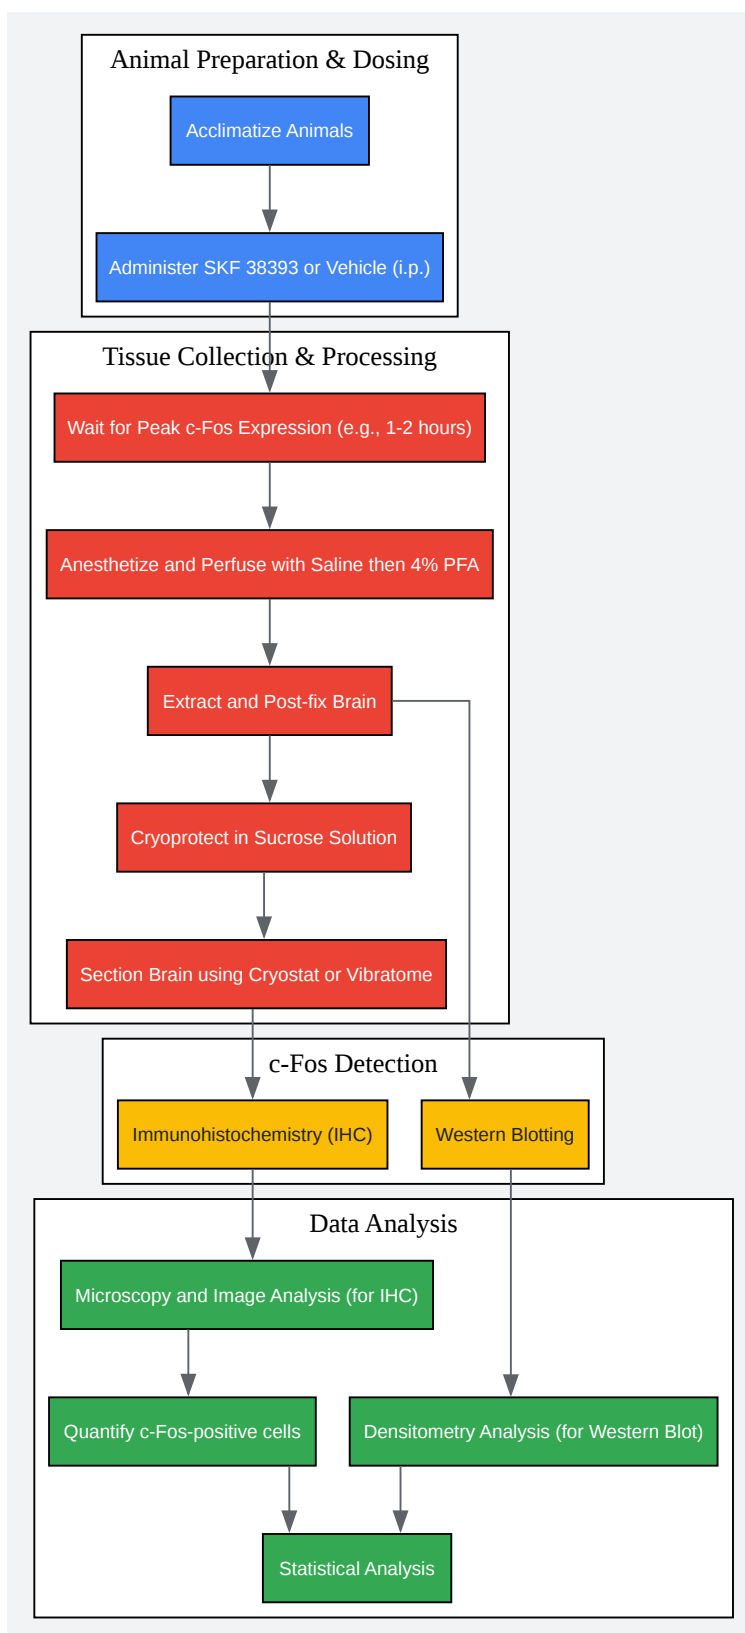 Animal Preparation & Dosing
Acclimatize Animals
Administer SKF 38393 or Vehicle (i.p.)
Tissue Collection & Processing
Wait for Peak c-Fos Expression (e.g., 1-2 hours)
Anesthetize and Perfuse with Saline then 4% PFA
Extract and Post-fix Brain
Cryoprotect in Sucrose Solution
Section Brain using Cryostat or Vibratome
c-Fos Detection
Immunohistochemistry (IHC)
Western Blotting
Data Analysis
Microscopy and Image Analysis (for IHC)
Quantify c-Fos-positive cells
Densitometry Analysis (for Western Blot)
Statistical Analysis